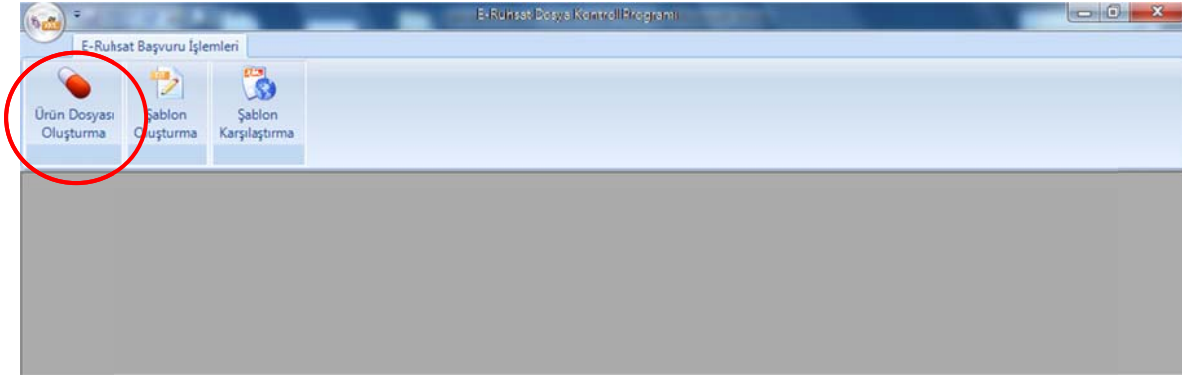 E-Ruhsat Dosya Kontrol Programı
E-Ruhsat Başvuru İşlemleri
Ürün Dosyası
Oluşturma
Şablon
Oluşturma
Şablon
Karşılaştırma